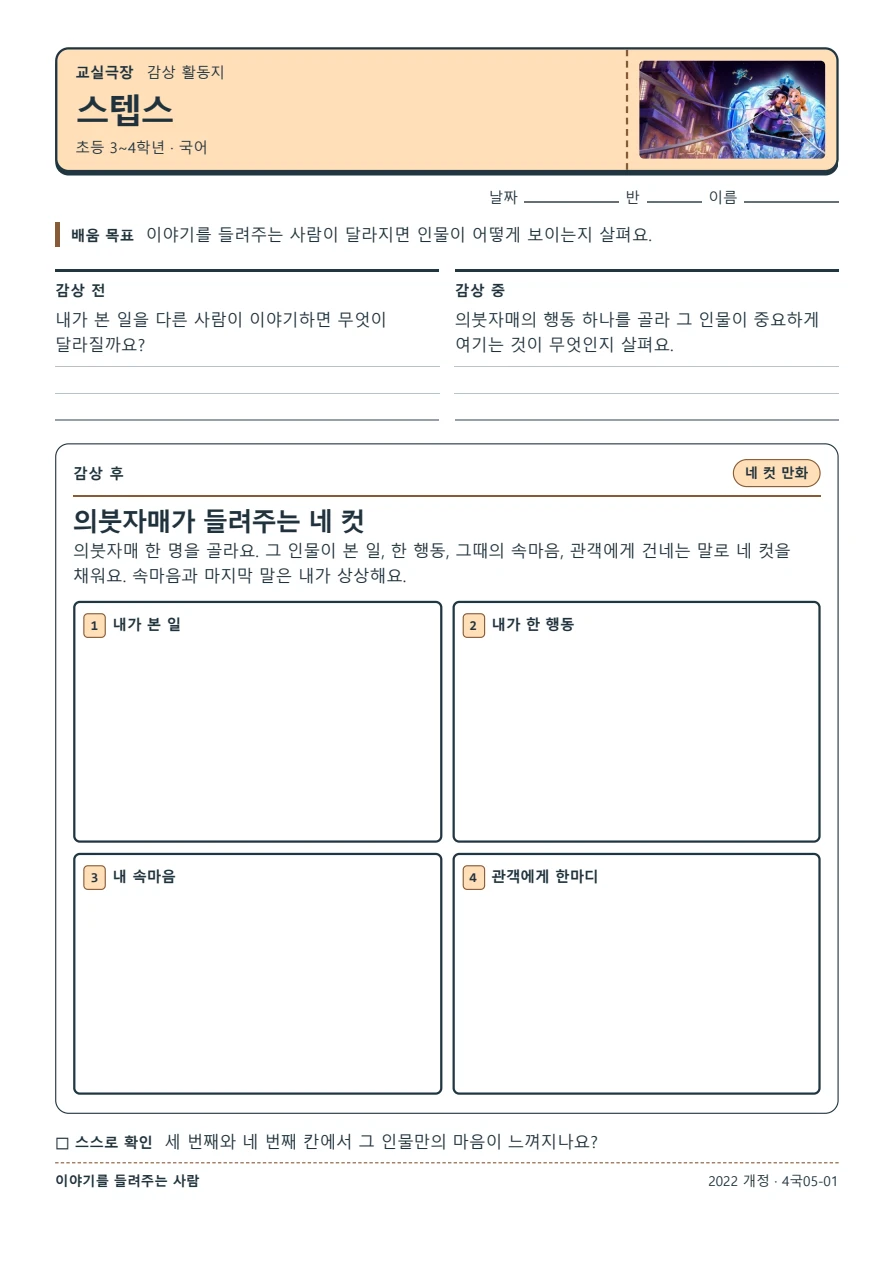 교실극장 감상 활동지
스텝스
초등 3~4학년 · 국어
날짜 반 이름
배움 목표 이야기를 들려주는 사람이 달라지면 인물이 어떻게 보이는지 살펴요.
감상 전
내가 본 일을 다른 사람이 이야기하면 무엇이
달라질까요?
감상 중
의붓자매의 행동 하나를 골라 그 인물이 중요하게
여기는 것이 무엇인지 살펴요.
감상 후
네 컷 만화
의붓자매가 들려주는 네 컷
의붓자매 한 명을 골라요. 그 인물이 본 일, 한 행동, 그때의 속마음, 관객에게 건네는 말로 네 컷을
채워요. 속마음과 마지막 말은 내가 상상해요.
1 내가 본 일
2 내가 한 행동
3 내 속마음
4 관객에게 한마디
□ 스스로 확인 세 번째와 네 번째 칸에서 그 인물만의 마음이 느껴지나요?
이야기를 들려주는 사람
2022 개정 · 4국05-01